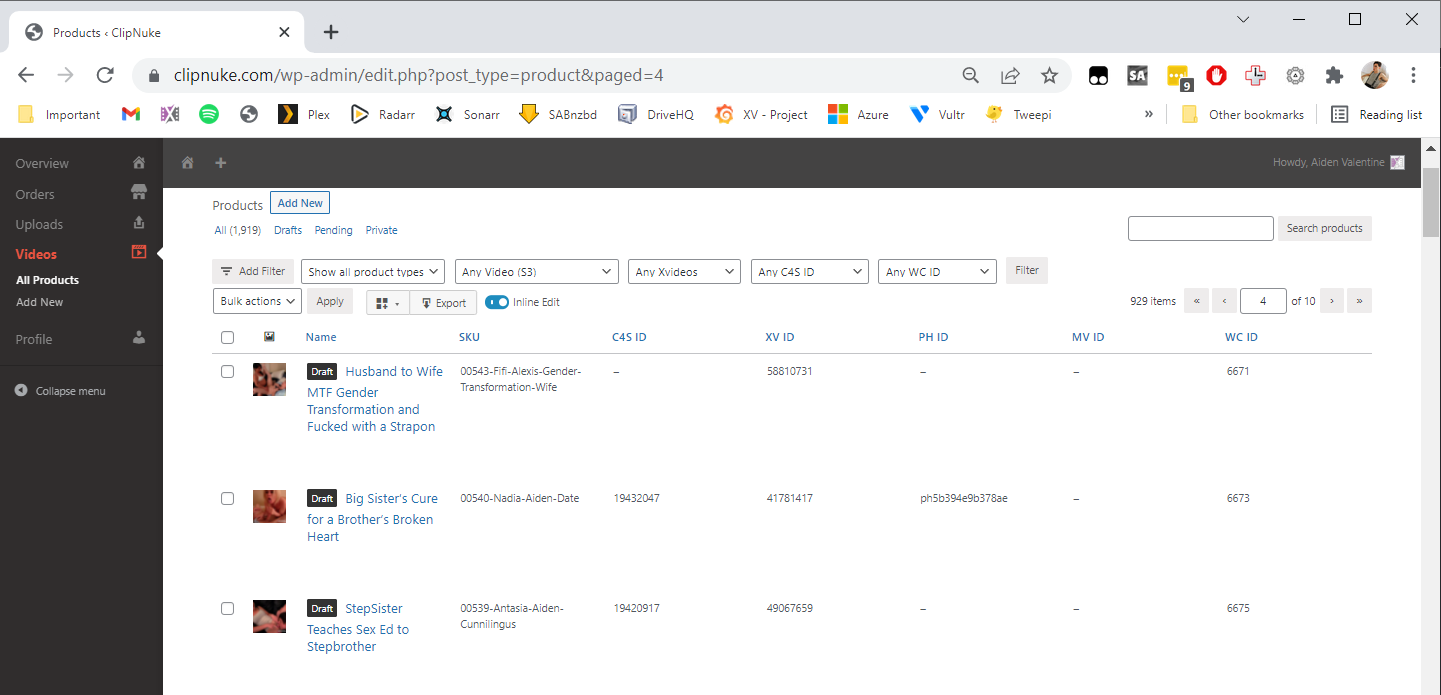 Products ‹ ClipNuke
clipnuke.com/wp-admin/edit.php?post_type=product&paged=4
SA
9
Important
Plex
Radarr
Sonarr
SABnzbd
DriveHQ
XV - Project
Azure
Vultr
Tweepi
»
Other bookmarks
Reading list
Overview
Orders
Uploads
Videos
All Products
Add New
Profile
Collapse menu
Howdy, Aiden Valentine
Products Add New
All (1,919) Drafts Pending Private
Search products
Add Filter Show all product types Any Video (S3) Any Xvideos Any C4S ID Any WC ID Filter
Bulk actions Apply Export Inline Edit 929 items « ‹ 4 of 10 › »
Name SKU C4S ID XV ID PH ID MV ID WC ID
Draft Husband to Wife
MTF Gender
Transformation and
Fucked with a Strapon
00543-Fifi-Alexis-Gender-
Transformation-Wife
– 58810731 – – 6671
Draft Big Sister's Cure
for a Brother's Broken
Heart
00540-Nadia-Aiden-Date 19432047 41781417 ph5b394e9b378ae – 6673
Draft StepSister
Teaches Sex Ed to
Stepbrother
00539-Antasia-Aiden-
Cunnilingus
19420917 49067659 – – 6675